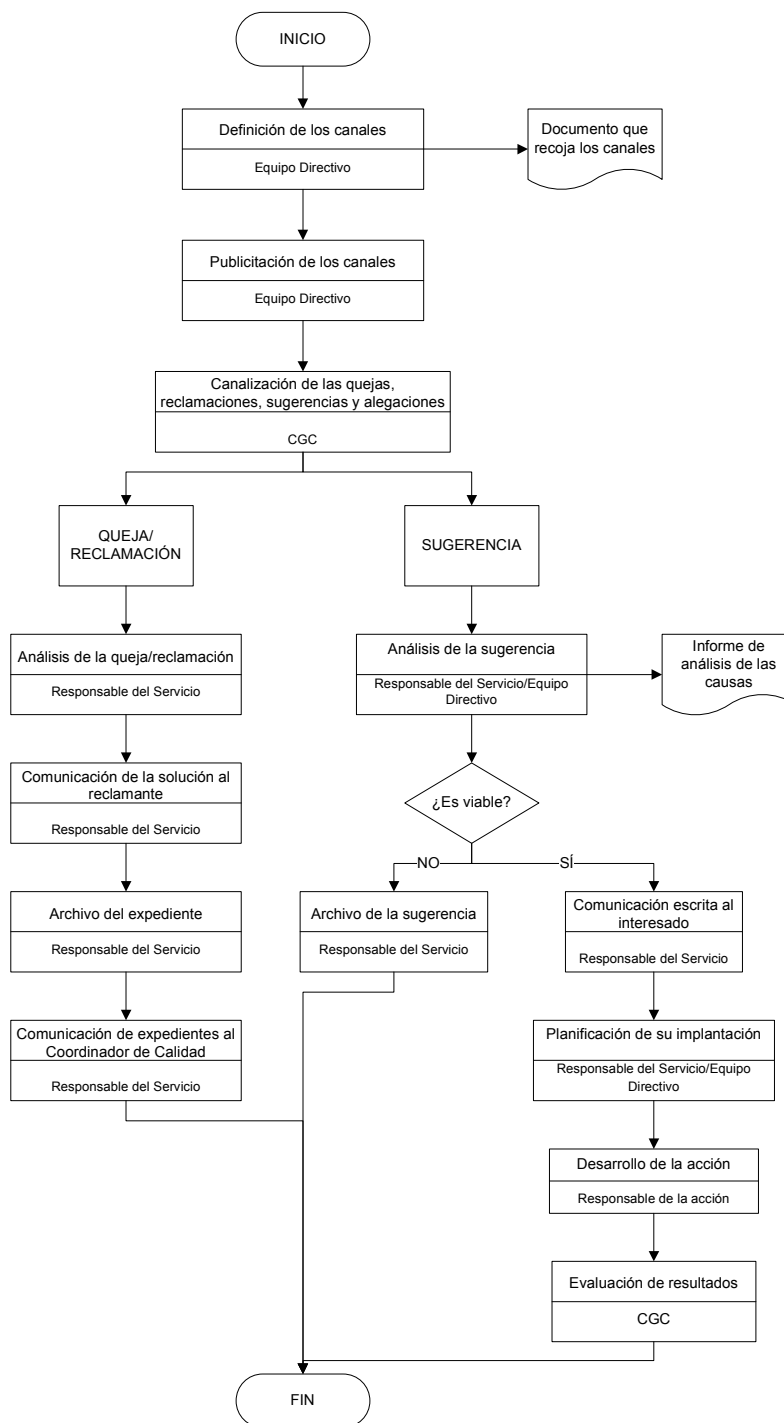 INICIO
Definición de los canales
Equipo Directivo
Documento que
recoja los canales
Publicitación de los canales
Equipo Directivo
Canalización de las quejas,
reclamaciones, sugerencias y alegaciones
CGC
QUEJA/
RECLAMACIÓN
SUGERENCIA
Análisis de la queja/reclamación
Responsable del Servicio
Análisis de la sugerencia
Responsable del Servicio/Equipo
Directivo
Informe de
análisis de las
causas
Comunicación de la solución al
reclamante
Responsable del Servicio
¿Es viable?
NO
SÍ
Archivo del expediente
Responsable del Servicio
Archivo de la sugerencia
Responsable del Servicio
Comunicación escrita al
interesado
Responsable del Servicio
Comunicación de expedientes al
Coordinador de Calidad
Responsable del Servicio
Planificación de su implantación
Responsable del Servicio/Equipo
Directivo
Desarrollo de la acción
Responsable de la acción
Evaluación de resultados
CGC
FIN